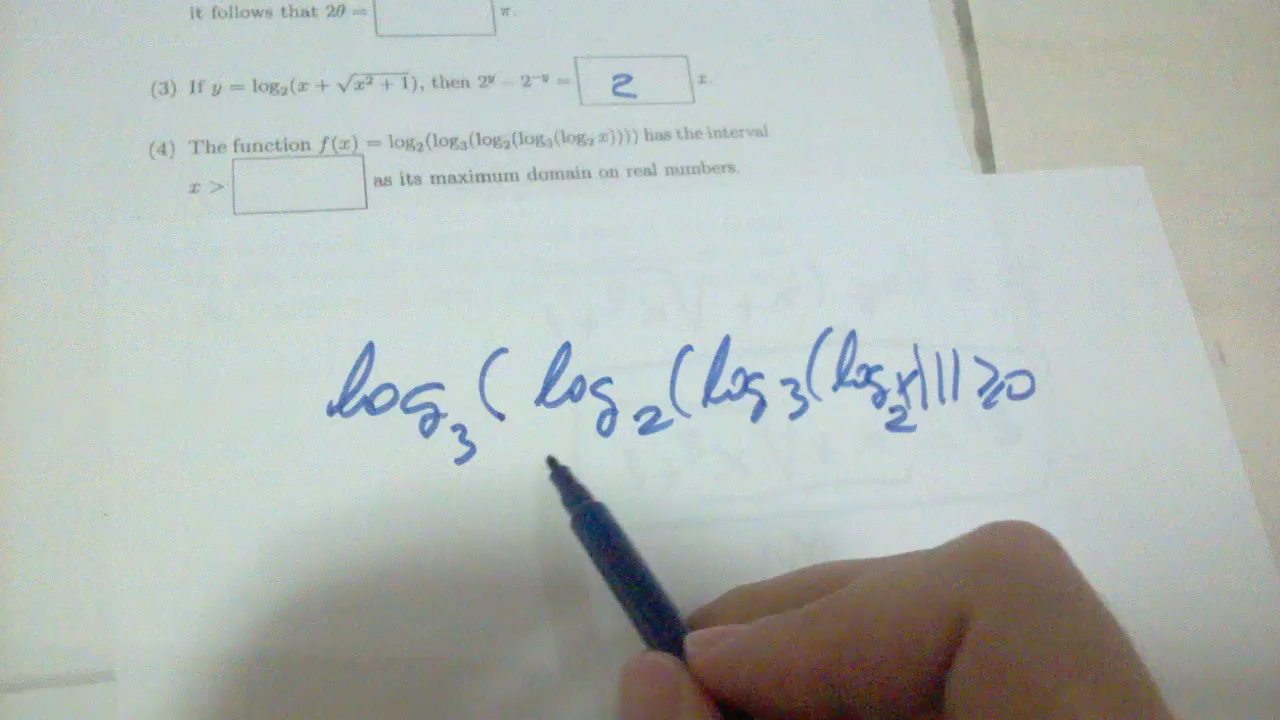 it follows that 2θ = π.
(3) If y = log₂(x + √(x² + 1)), then 2ʸ − 2⁻ʸ = 2 x.
(4) The function f(x) = log₂(log₃(log₂(log₃(log₂ x)))) has the interval
x > as its maximum domain on real numbers.
log₃(log₂(log₃(log₂x))) ≥ 0